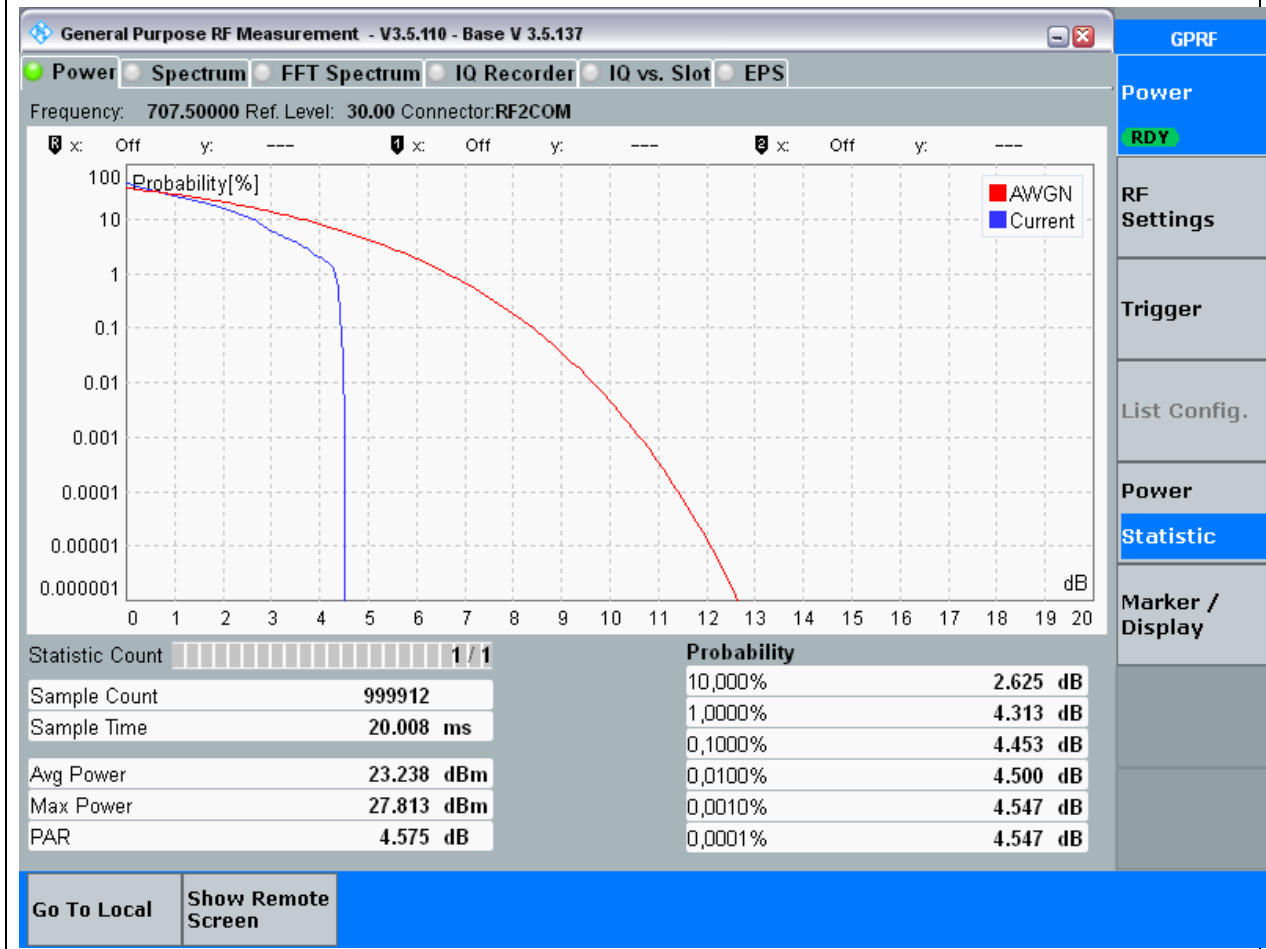 General Purpose RF Measurement - V3.5.110 - Base V 3.5.137
GPRF
Power Spectrum FFT Spectrum IQ Recorder IQ vs. Slot EPS
Power
RDY
Frequency: 707.50000 Ref. Level: 30.00 Connector:RF2COM
R x: Off y: --- 1 x: Off y: --- 2 x: Off y: ---
RF
Settings
Trigger
List Config.
Power
Statistic
Marker /
Display
Probability[%]
AWGN
Current
100
10
1
0.1
0.01
0.001
0.0001
0.00001
0.000001
dB
0 1 2 3 4 5 6 7 8 9 10 11 12 13 14 15 16 17 18 19 20
Statistic Count 1 / 1
Sample Count 999912
Sample Time 20.008 ms
Avg Power 23.238 dBm
Max Power 27.813 dBm
PAR 4.575 dB
Probability
10,000% 2.625 dB
1,0000% 4.313 dB
0,1000% 4.453 dB
0,0100% 4.500 dB
0,0010% 4.547 dB
0,0001% 4.547 dB
Go To Local
Show Remote
Screen